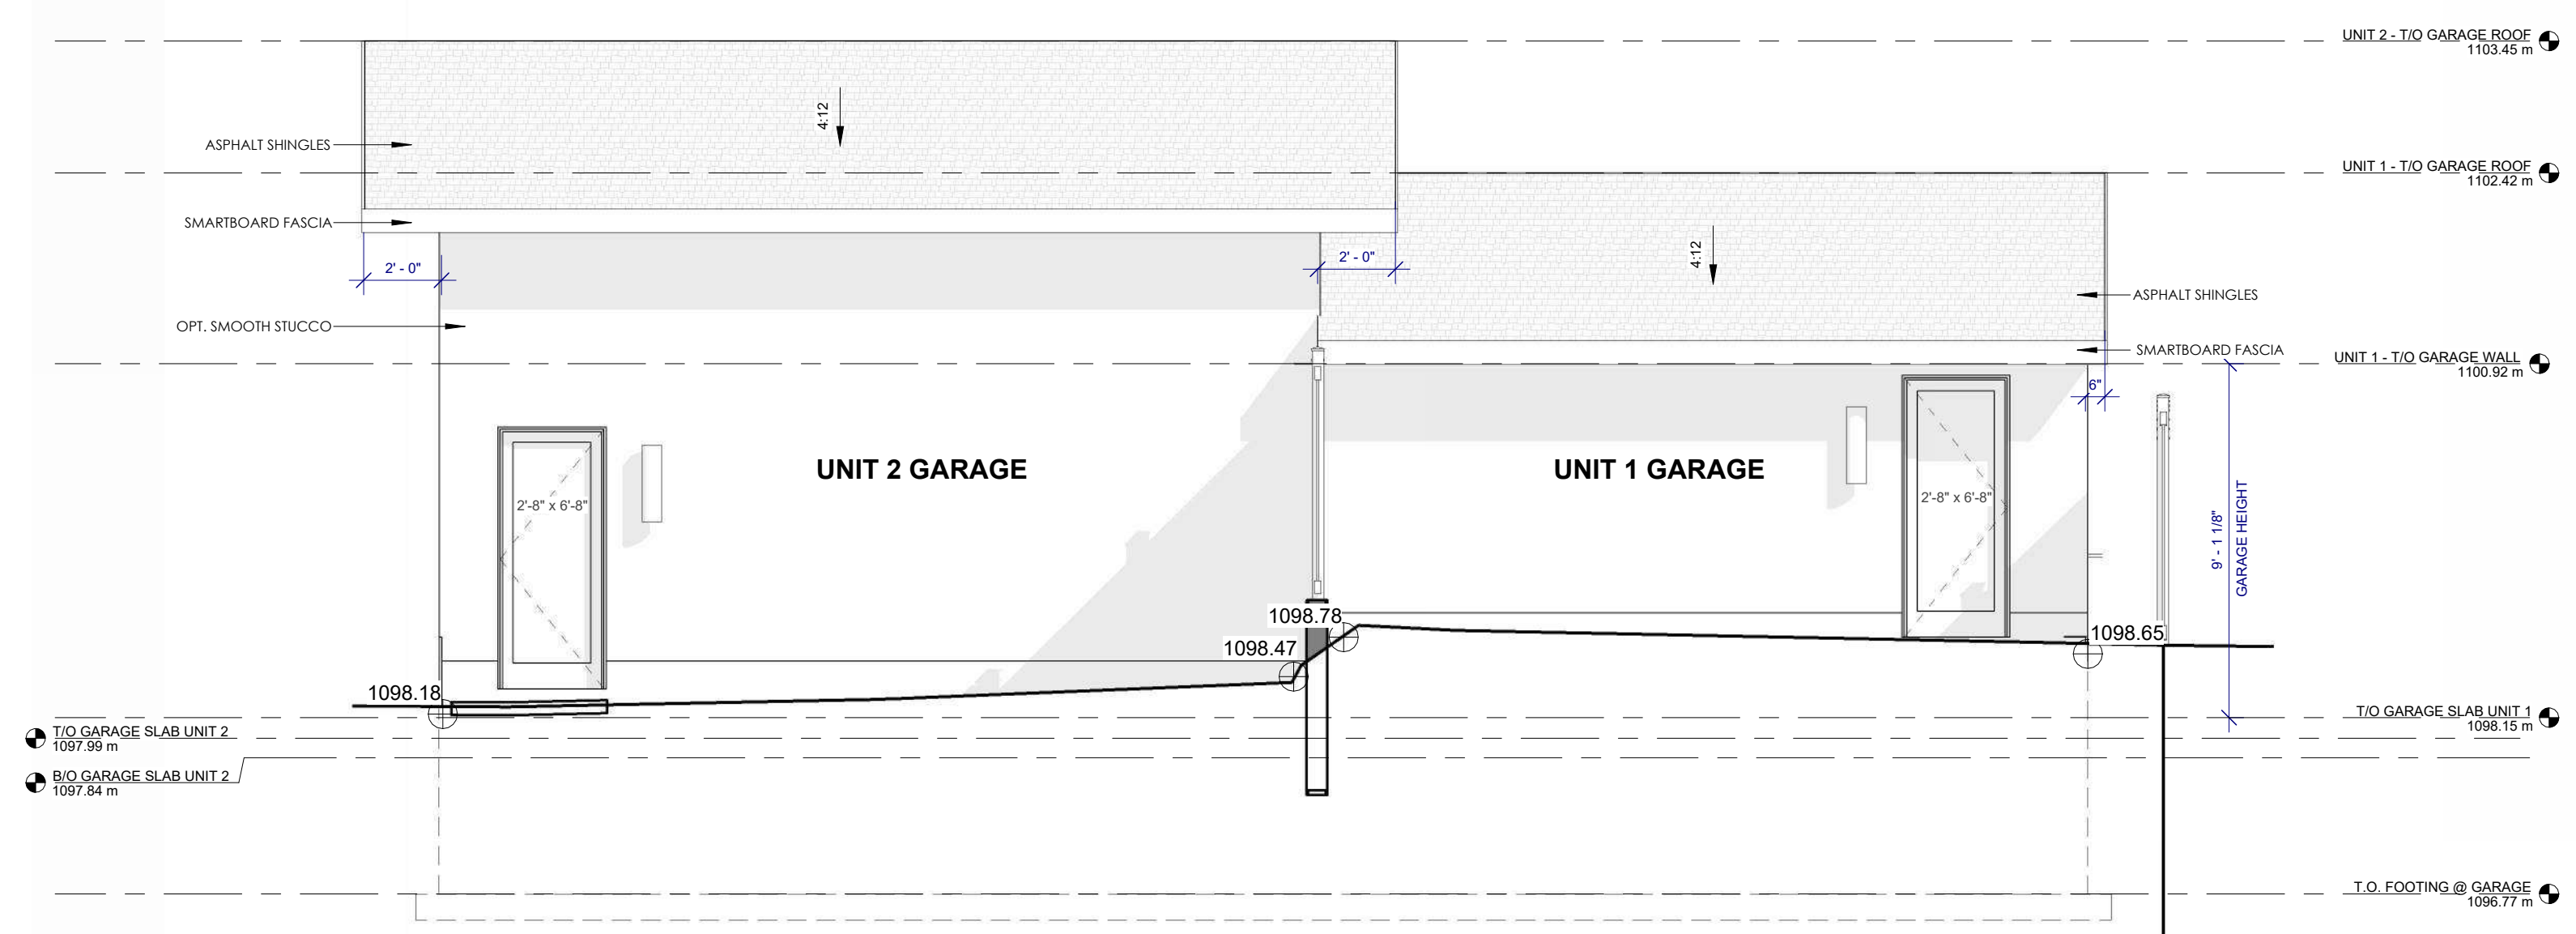 UNIT 2 - T/O GARAGE ROOF
1103.45 m
4:12
ASPHALT SHINGLES
UNIT 1 - T/O GARAGE ROOF
1102.42 m
SMARTBOARD FASCIA
2' - 0"
2' - 0"
4:12
ASPHALT SHINGLES
OPT. SMOOTH STUCCO
SMARTBOARD FASCIA
UNIT 1 - T/O GARAGE WALL
1100.92 m
6"
UNIT 2 GARAGE
UNIT 1 GARAGE
2'-8" x 6'-8"
2'-8" x 6'-8"
9' - 1 1/8"
GARAGE HEIGHT
1098.78
1098.47
1098.65
1098.18
T/O GARAGE SLAB UNIT 2
1097.99 m
T/O GARAGE SLAB UNIT 1
1098.15 m
B/O GARAGE SLAB UNIT 2
1097.84 m
T.O. FOOTING @ GARAGE
1096.77 m